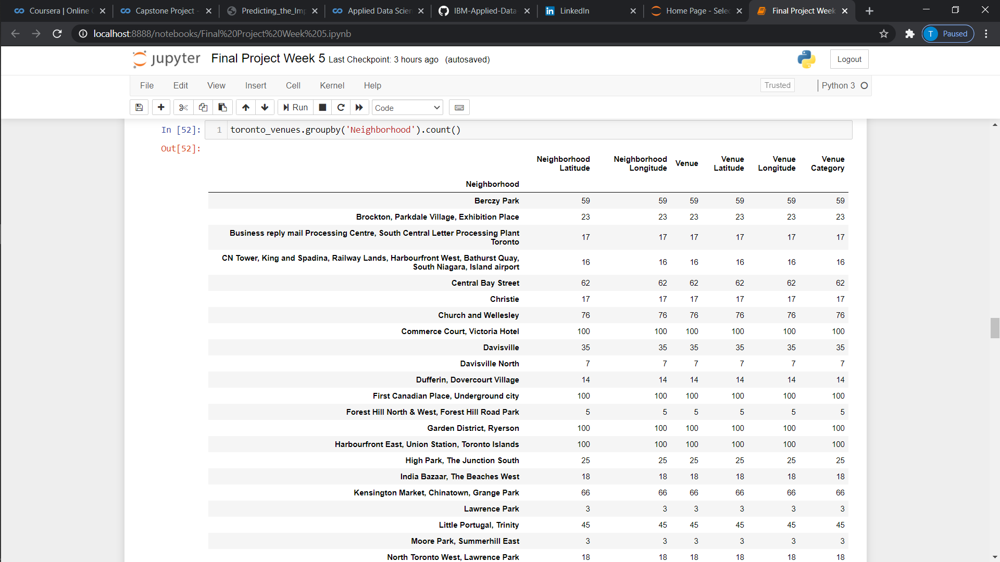 Coursera | Online
Capstone Project -
Predicting_the_Imp
Applied Data Scien
IBM-Applied-Data-
LinkedIn
Home Page - Selec
Final Project Week
localhost:8888/notebooks/Final%20Project%20Week%205.ipynb
T Paused
jupyter Final Project Week 5 Last Checkpoint: 3 hours ago (autosaved)
Logout
File Edit View Insert Cell Kernel Help
Trusted
Python 3
Run
Code
In [52]: 1 toronto_venues.groupby('Neighborhood').count()
Out[52]:
Neighborhood Latitude Neighborhood Longitude Venue Venue Latitude Venue Longitude Venue Category
Neighborhood
Berczy Park 59 59 59 59 59 59
Brockton, Parkdale Village, Exhibition Place 23 23 23 23 23 23
Business reply mail Processing Centre, South Central Letter Processing Plant
Toronto 17 17 17 17 17 17
CN Tower, King and Spadina, Railway Lands, Harbourfront West, Bathurst Quay,
South Niagara, Island airport 16 16 16 16 16 16
Central Bay Street 62 62 62 62 62 62
Christie 17 17 17 17 17 17
Church and Wellesley 76 76 76 76 76 76
Commerce Court, Victoria Hotel 100 100 100 100 100 100
Davisville 35 35 35 35 35 35
Davisville North 7 7 7 7 7 7
Dufferin, Dovercourt Village 14 14 14 14 14 14
First Canadian Place, Underground city 100 100 100 100 100 100
Forest Hill North & West, Forest Hill Road Park 5 5 5 5 5 5
Garden District, Ryerson 100 100 100 100 100 100
Harbourfront East, Union Station, Toronto Islands 100 100 100 100 100 100
High Park, The Junction South 25 25 25 25 25 25
India Bazaar, The Beaches West 18 18 18 18 18 18
Kensington Market, Chinatown, Grange Park 66 66 66 66 66 66
Lawrence Park 3 3 3 3 3 3
Little Portugal, Trinity 45 45 45 45 45 45
Moore Park, Summerhill East 3 3 3 3 3 3
North Toronto West, Lawrence Park 18 18 18 18 18 18